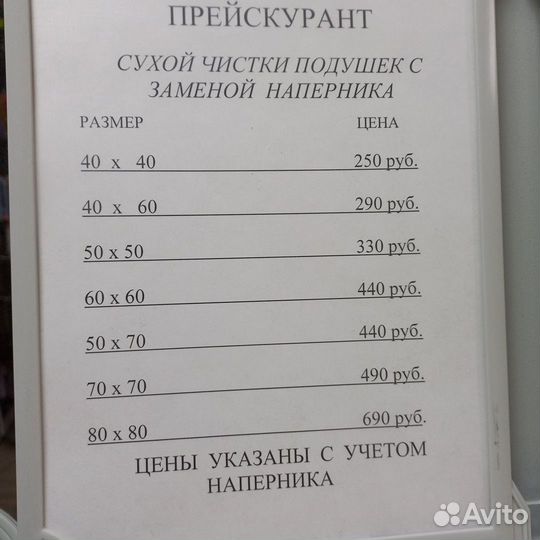 ПРЕЙСКУРАНТ
СУХОЙ ЧИСТКИ ПОДУШЕК С
ЗАМЕНОЙ НАПЕРНИКА
РАЗМЕР ЦЕНА
40 х 40 250 руб.
40 х 60 290 руб.
50 х 50 330 руб.
60 х 60 440 руб.
50 х 70 440 руб.
70 х 70 490 руб.
80 х 80 690 руб.
ЦЕНЫ УКАЗАНЫ С УЧЕТОМ
НАПЕРНИКА
Avito